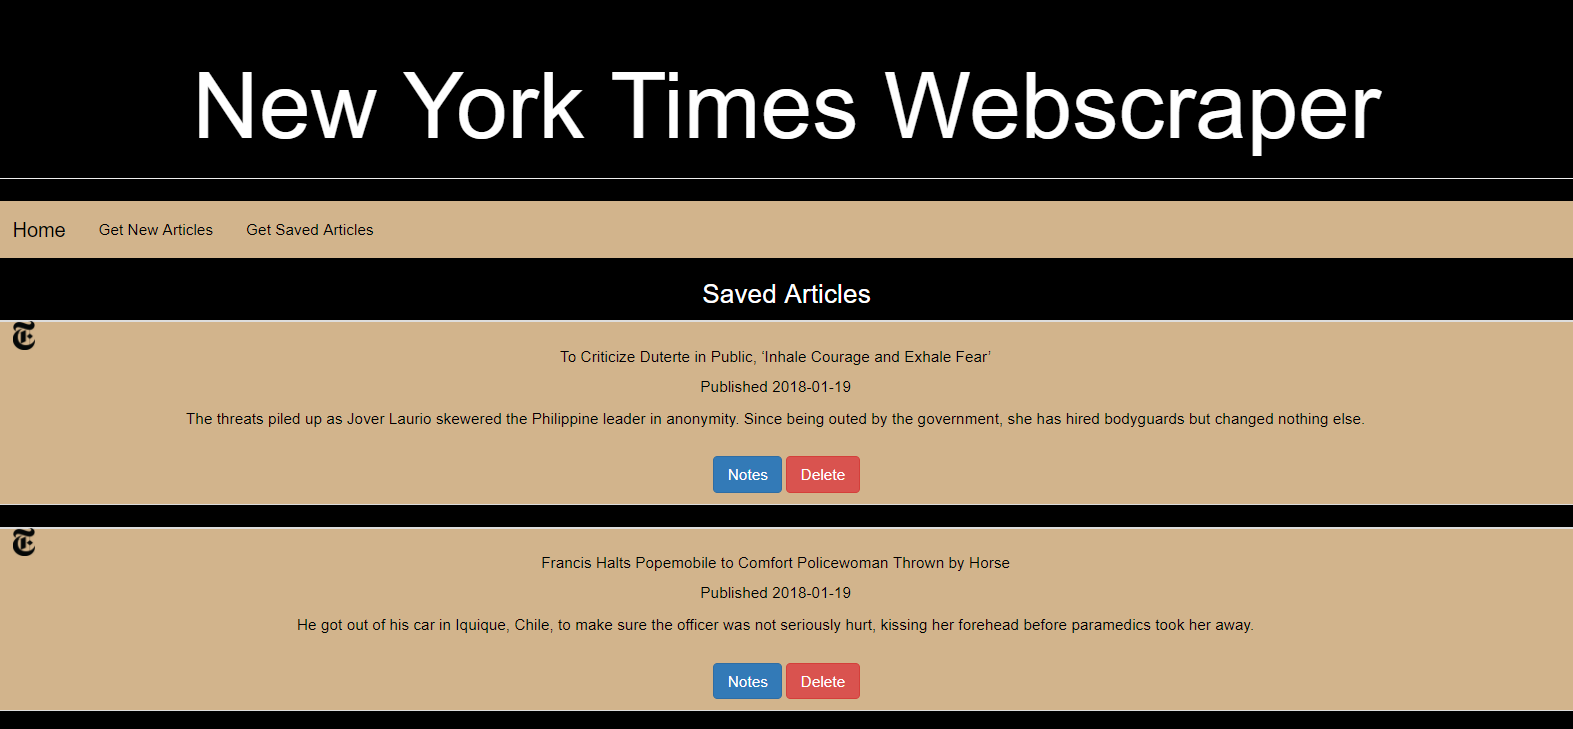 New York Times Webscraper
Home Get New Articles Get Saved Articles
Saved Articles
T
To Criticize Duterte in Public, ‘Inhale Courage and Exhale Fear’
Published 2018-01-19
The threats piled up as Jover Laurio skewered the Philippine leader in anonymity. Since being outed by the government, she has hired bodyguards but changed nothing else.
Notes Delete
T
Francis Halts Popemobile to Comfort Policewoman Thrown by Horse
Published 2018-01-19
He got out of his car in Iquique, Chile, to make sure the officer was not seriously hurt, kissing her forehead before paramedics took her away.
Notes Delete